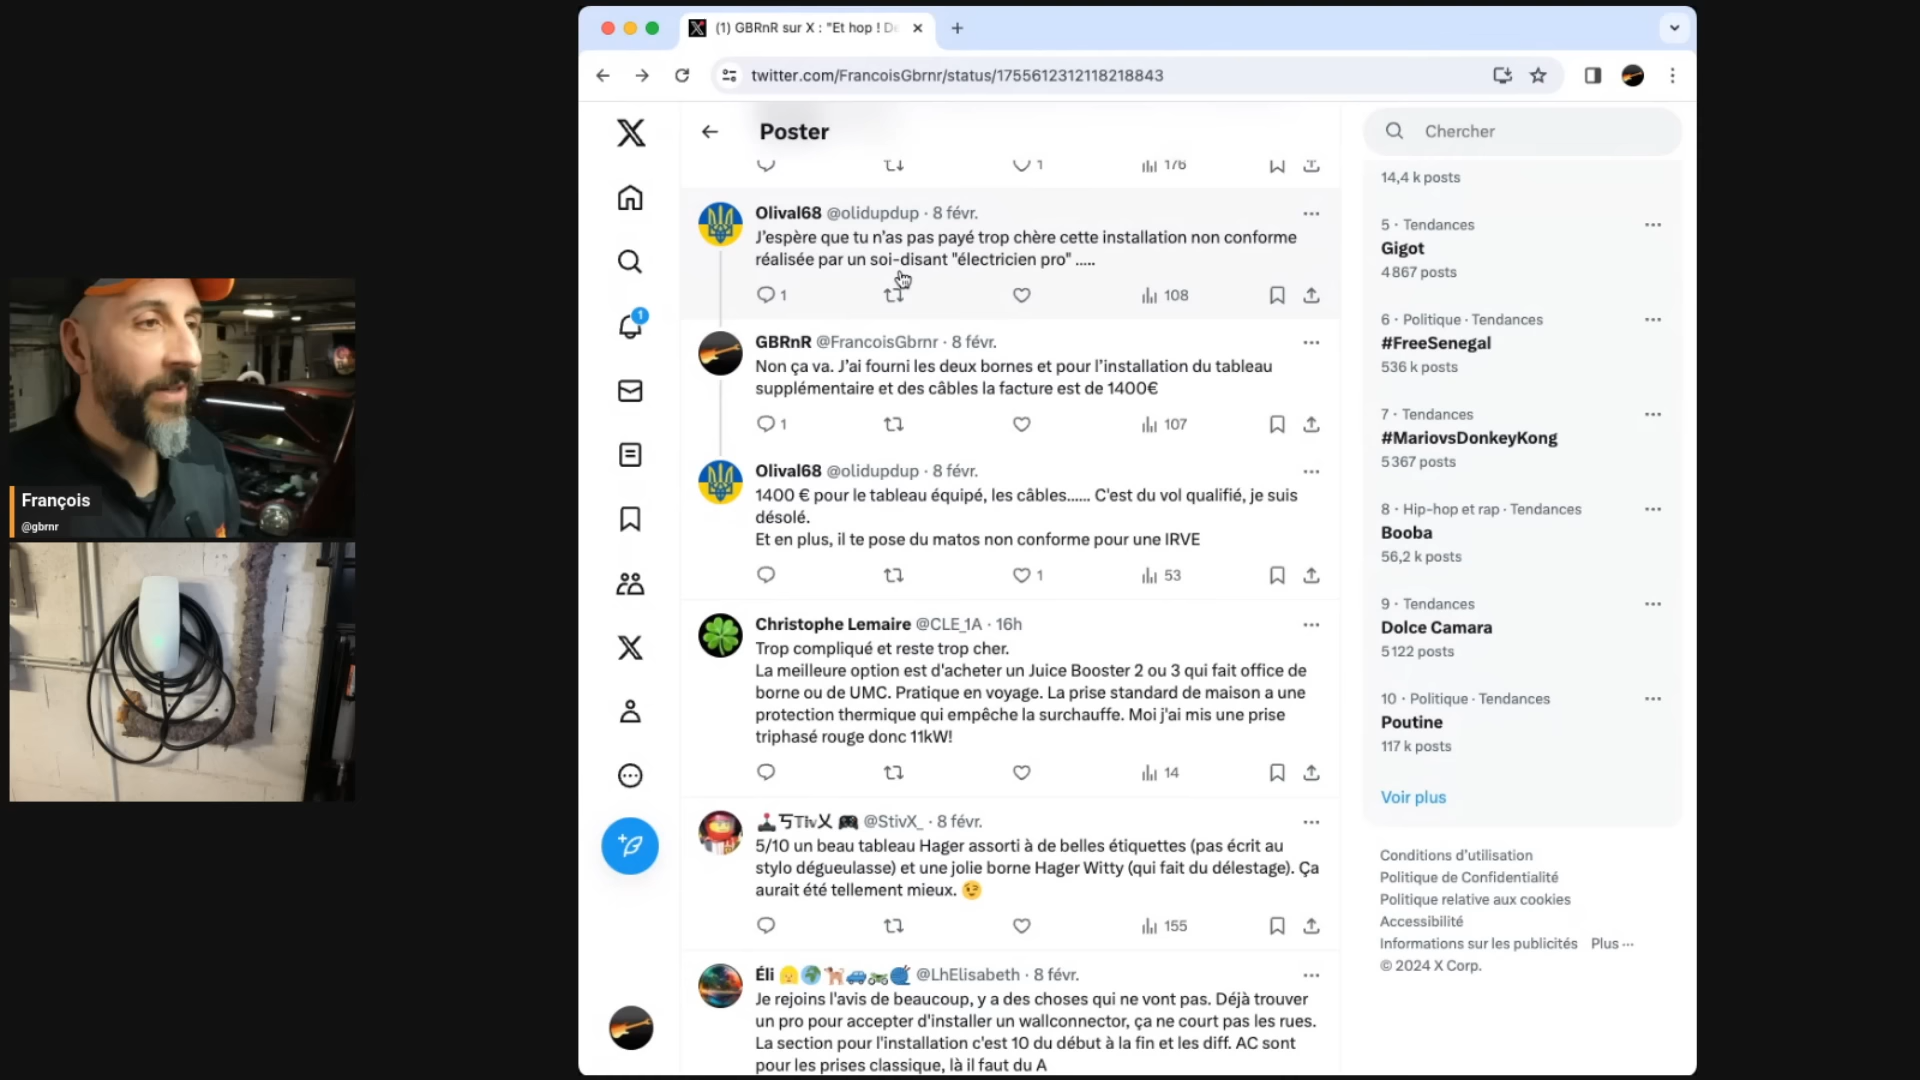 (1) GBRnR sur X : "Et hop ! De
twitter.com/FrancoisGbrnr/status/1755612312118218843
Poster
Chercher
1
176
14,4 k posts
Olival68 @olidupdup · 8 févr.
J'espère que tu n'as pas payé trop chère cette installation non conforme
réalisée par un soi-disant "électricien pro" .....
1
108
GBRnR @FrancoisGbrnr · 8 févr.
Non ça va. J'ai fourni les deux bornes et pour l'installation du tableau
supplémentaire et des câbles la facture est de 1400€
1
107
Olival68 @olidupdup · 8 févr.
1400 € pour le tableau équipé, les câbles...... C'est du vol qualifié, je suis
désolé.
Et en plus, il te pose du matos non conforme pour une IRVE
1
53
Christophe Lemaire @CLE_1A · 16h
Trop compliqué et reste trop cher.
La meilleure option est d'acheter un Juice Booster 2 ou 3 qui fait office de
borne ou de UMC. Pratique en voyage. La prise standard de maison a une
protection thermique qui empêche la surchauffe. Moi j'ai mis une prise
triphasé rouge donc 11kW!
14
@StivX_ · 8 févr.
5/10 un beau tableau Hager assorti à de belles étiquettes (pas écrit au
stylo dégueulasse) et une jolie borne Hager Witty (qui fait du délestage). Ça
aurait été tellement mieux. 😉
155
Éli @LhElisabeth · 8 févr.
Je rejoins l'avis de beaucoup, y a des choses qui ne vont pas. Déjà trouver
un pro pour accepter d'installer un wallconnector, ça ne court pas les rues.
La section pour l'installation c'est 10 du début à la fin et les diff. AC sont
pour les prises classique, là il faut du A
5 · Tendances
Gigot
4 867 posts
6 · Politique · Tendances
#FreeSenegal
536 k posts
7 · Tendances
#MariovsDonkeyKong
5 367 posts
8 · Hip-hop et rap · Tendances
Booba
56,2 k posts
9 · Tendances
Dolce Camara
5 122 posts
10 · Politique · Tendances
Poutine
117 k posts
Voir plus
Conditions d'utilisation
Politique de Confidentialité
Politique relative aux cookies
Accessibilité
Informations sur les publicités Plus ···
© 2024 X Corp.
1
François
@gbrnr